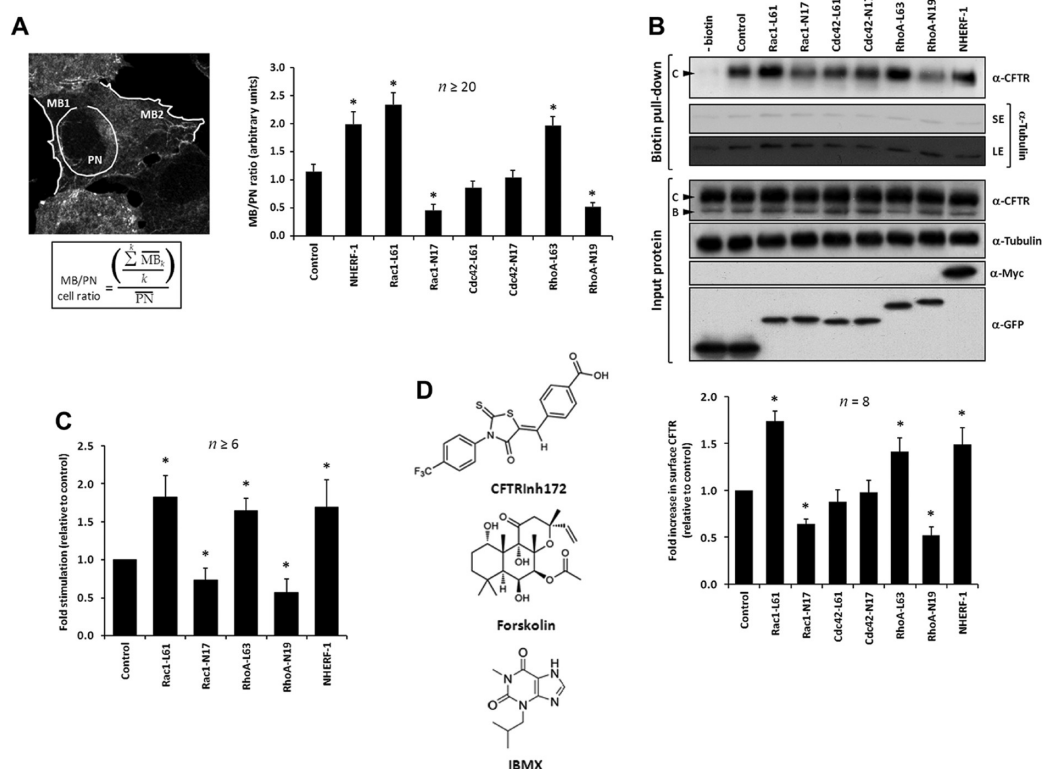 A
MB1
MB2
PN
MB/PN
cell ratio
=
k
∑ MBₖ
k
PN
MB/PN ratio (arbitrary units)
3.0
2.5
2.0
1.5
1.0
0.5
0.0
n ≥ 20
* * * * *
Control
NHERF-1
Rac1-L61
Rac1-N17
Cdc42-L61
Cdc42-N17
RhoA-L63
RhoA-N19
B
- biotin
Control
Rac1-L61
Rac1-N17
Cdc42-L61
Cdc42-N17
RhoA-L63
RhoA-N19
NHERF-1
Biotin pull-down
C
α-CFTR
SE
LE
α-Tubulin
Input protein
C
B
α-CFTR
α-Tubulin
α-Myc
α-GFP
Fold increase in surface CFTR
(relative to control)
2.0
1.5
1.0
0.5
0.0
n = 8
* * * * *
Control
Rac1-L61
Rac1-N17
Cdc42-L61
Cdc42-N17
RhoA-L63
RhoA-N19
NHERF-1
C
Fold stimulation (relative to control)
2.5
2.0
1.5
1.0
0.5
0.0
n ≥ 6
* * * * *
Control
Rac1-L61
Rac1-N17
RhoA-L63
RhoA-N19
NHERF-1
D
O
OH
S
S
N
O
H
F₃C
CFTRInh172
OH
O
O
OH
H
OH
O
O
Forskolin
O
H
N
N
O
N
N
IBMX